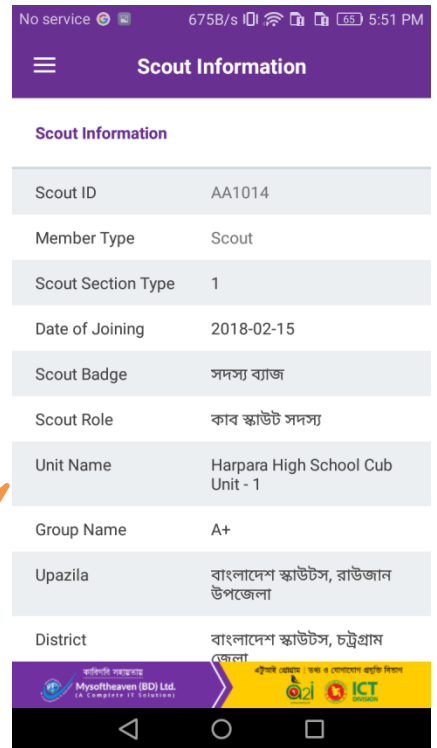 No service 675B/s 65 5:51 PM
Scout Information
Scout Information
Scout ID AA1014
Member Type Scout
Scout Section Type 1
Date of Joining 2018-02-15
Scout Badge সদস্য ব্যাজ
Scout Role কাব স্কাউট সদস্য
Unit Name Harpara High School Cub
Unit - 1
Group Name A+
Upazila বাংলাদেশ স্কাউটস, রাউজান
উপজেলা
District বাংলাদেশ স্কাউটস, চট্টগ্রাম
জেলা
কারিগরি সহায়তায়
Mysoftheaven (BD) Ltd.
(A Complete IT Solution)
তথ্য ও যোগাযোগ প্রযুক্তি বিভাগ
a2i ICT
DIVISION